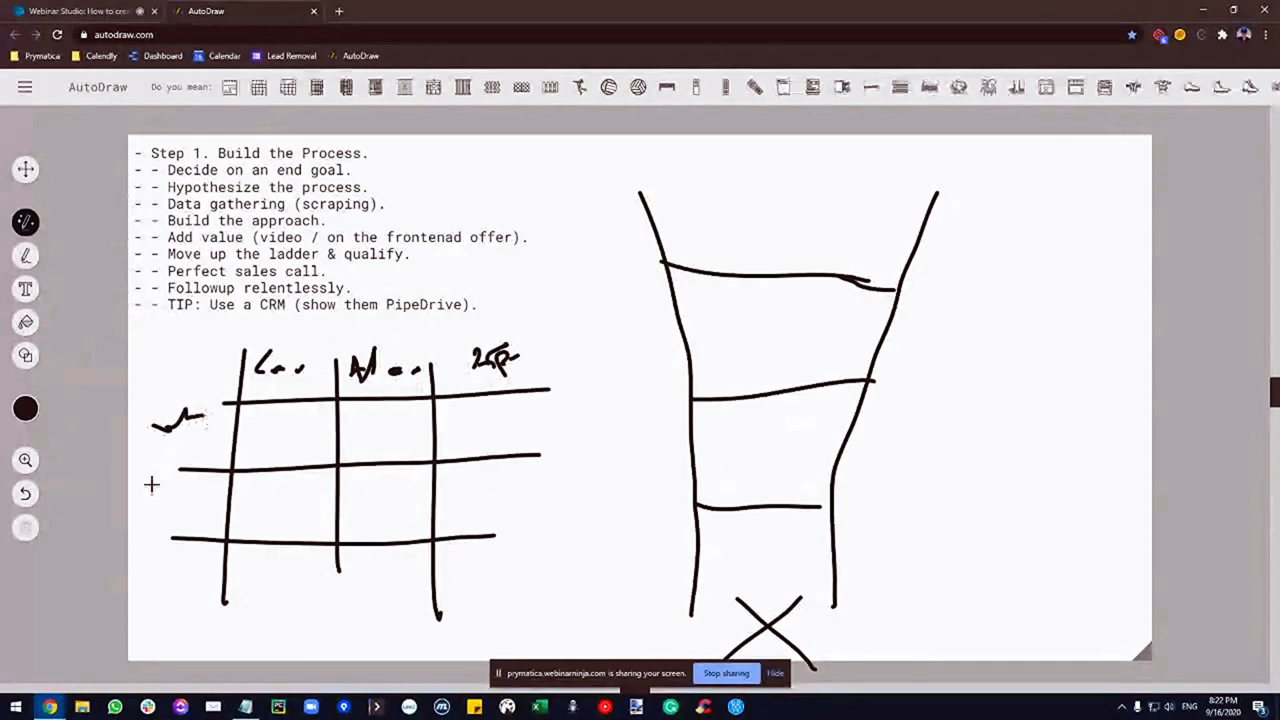 Webinar Studio: How to cre
AutoDraw
autodraw.com
Prymatica
Calendly
Dashboard
Calendar
Lead Removal
AutoDraw
AutoDraw
Do you mean:
- Step 1. Build the Process.
- - Decide on an end goal.
- - Hypothesize the process.
- - Data gathering (scraping).
- - Build the approach.
- - Add value (video / on the frontenad offer).
- - Move up the ladder & qualify.
- - Perfect sales call.
- - Followup relentlessly.
- - TIP: Use a CRM (show them PipeDrive).
prymatica.webinarninja.com is sharing your screen.
Stop sharing
Hide
ENG
8:22 PM
9/16/2020